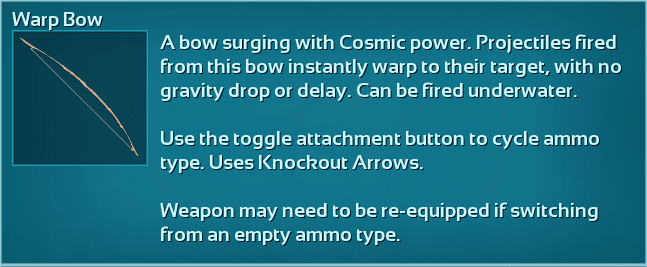 Warp Bow
A bow surging with Cosmic power. Projectiles fired
from this bow instantly warp to their target, with no
gravity drop or delay. Can be fired underwater.
Use the toggle attachment button to cycle ammo
type. Uses Knockout Arrows.
Weapon may need to be re-equipped if switching
from an empty ammo type.